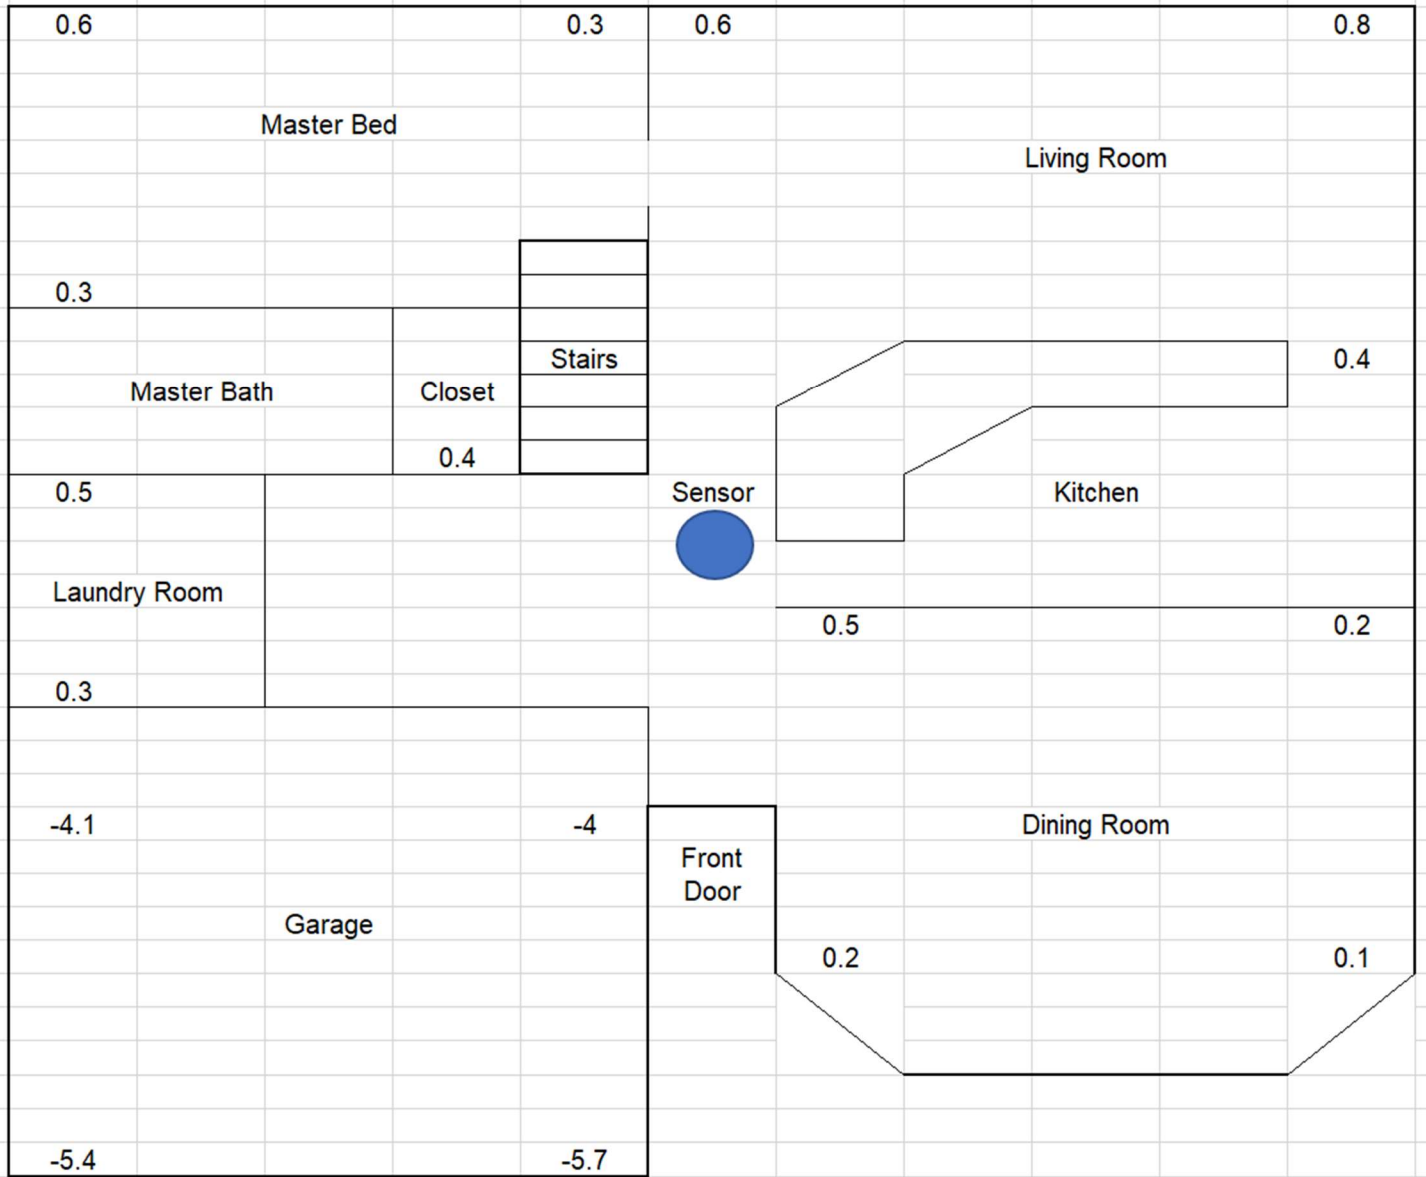 0.6 0.3 0.6 0.8
Master Bed
Living Room
0.3
Stairs 0.4
Master Bath Closet
0.4
0.5 Sensor Kitchen
Laundry Room
0.5 0.2
0.3
-4.1 -4 Dining Room
Front
Door
Garage
0.2 0.1
-5.4 -5.7